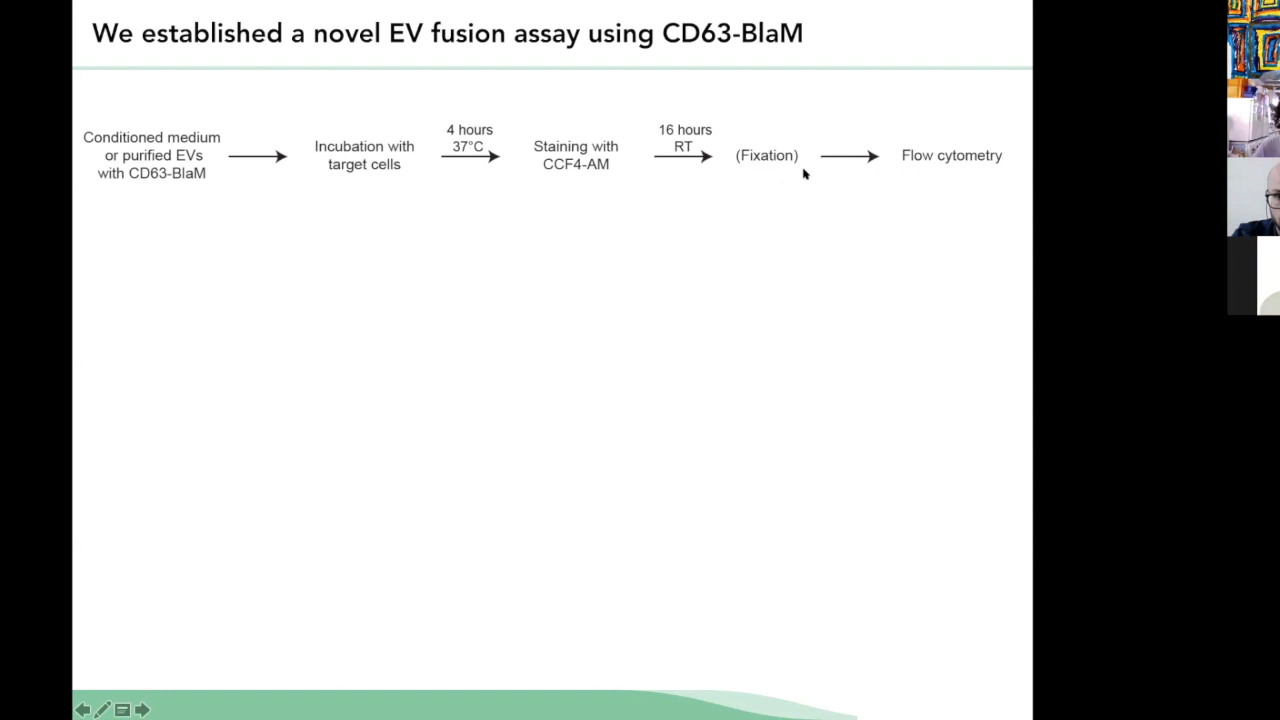 We established a novel EV fusion assay using CD63-BlaM
Conditioned medium
or purified EVs
with CD63-BlaM
Incubation with
target cells
4 hours
37°C
Staining with
CCF4-AM
16 hours
RT
(Fixation)
Flow cytometry